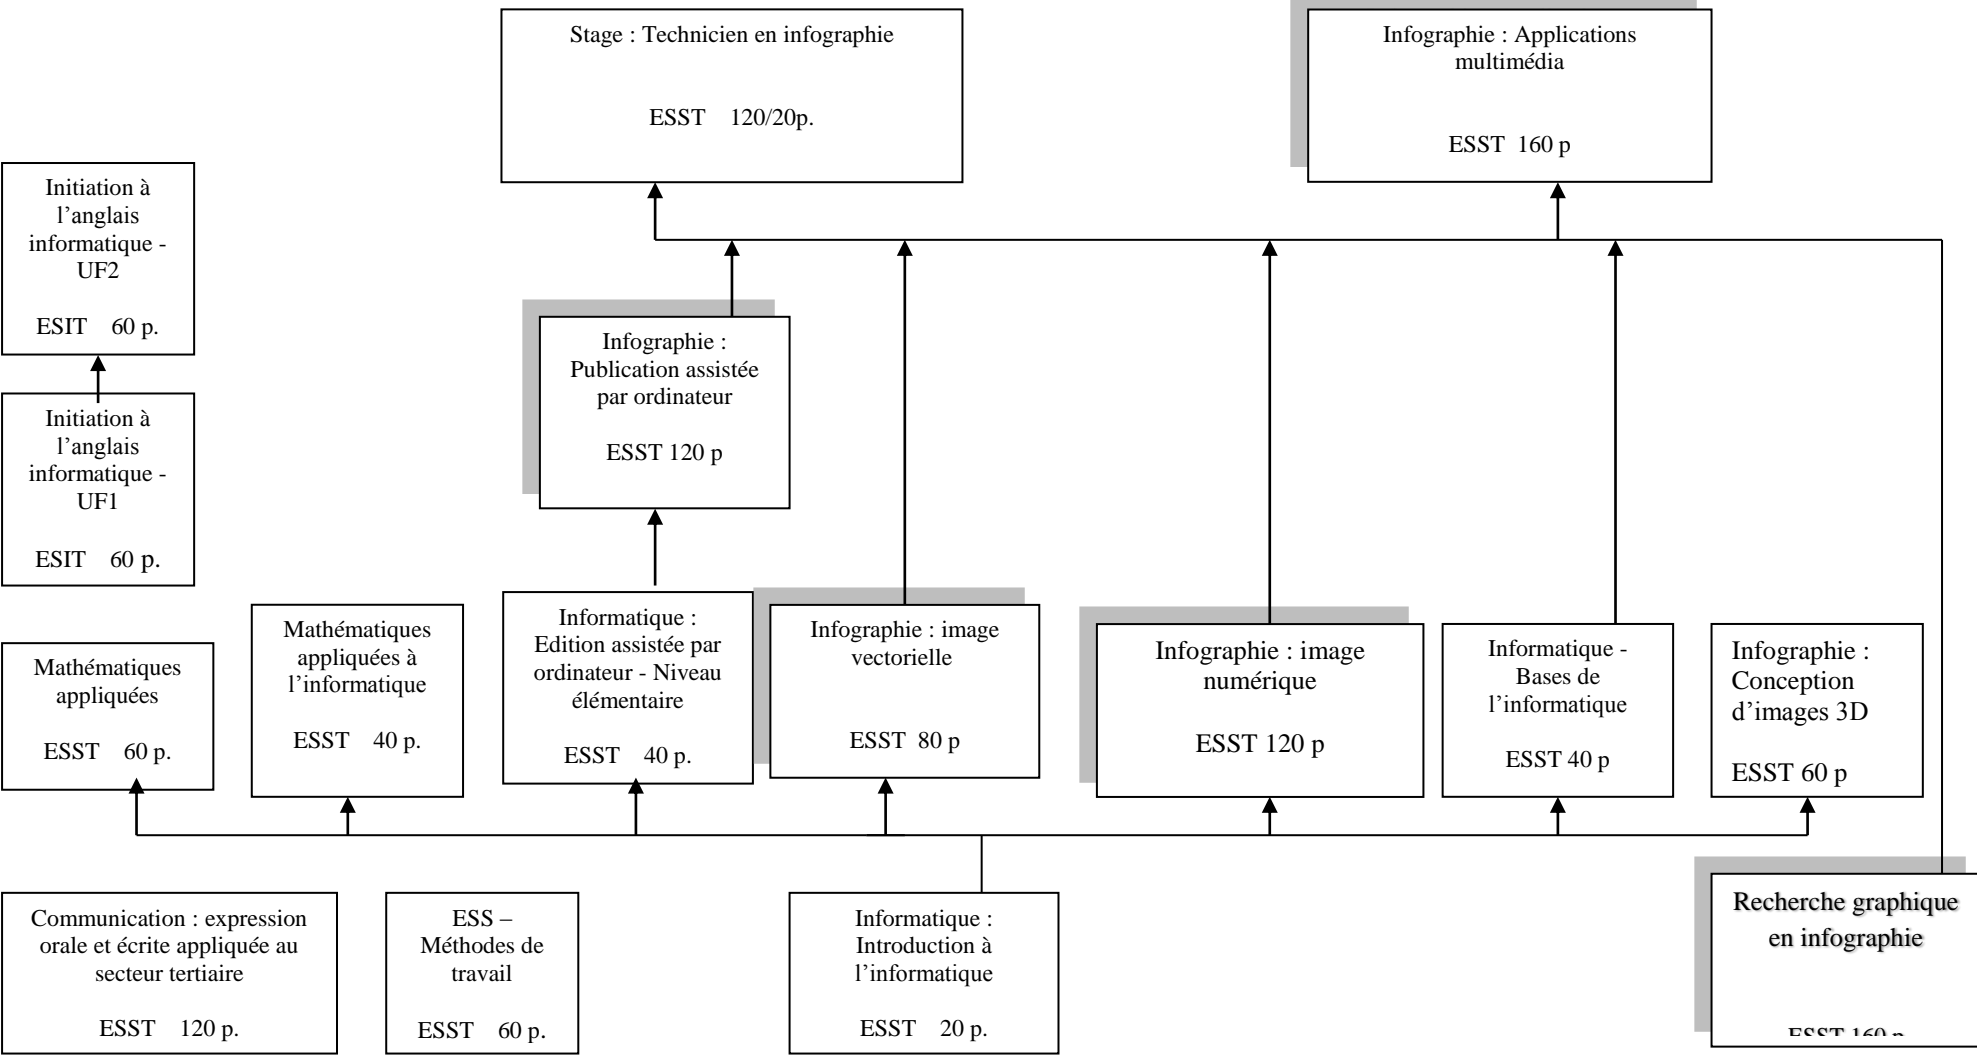 Stage : Technicien en infographie
ESST 120/20p.
Infographie : Applications
multimédia
ESST 160 p
Initiation à
l’anglais
informatique -
UF2
ESIT 60 p.
Infographie :
Publication assistée
par ordinateur
ESST 120 p
Initiation à
l’anglais
informatique -
UF1
ESIT 60 p.
Mathématiques
appliquées
ESST 60 p.
Mathématiques
appliquées à
l’informatique
ESST 40 p.
Informatique :
Edition assistée par
ordinateur - Niveau
élémentaire
ESST 40 p.
Infographie : image
vectorielle
ESST 80 p
Infographie : image
numérique
ESST 120 p
Informatique -
Bases de
l’informatique
ESST 40 p
Infographie :
Conception
d’images 3D
ESST 60 p
Communication : expression
orale et écrite appliquée au
secteur tertiaire
ESST 120 p.
ESS –
Méthodes de
travail
ESST 60 p.
Informatique :
Introduction à
l’informatique
ESST 20 p.
Recherche graphique
en infographie
ESST 160 p